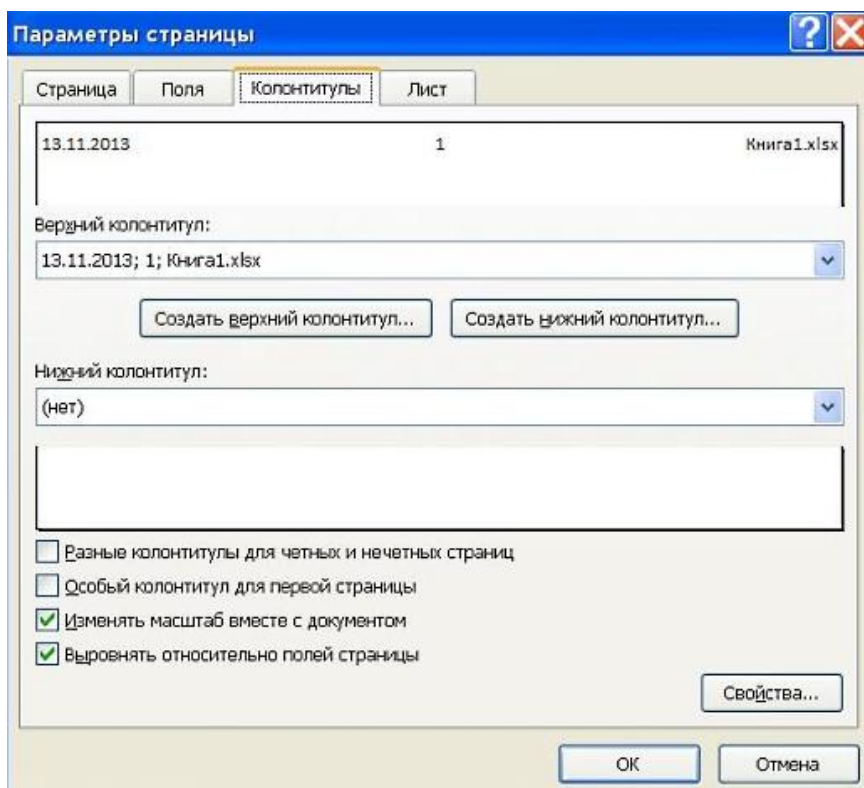 Параметры страницы
Страница Поля Колонтитулы Лист
13.11.2013 1 Книга1.xlsx
Верхний колонтитул:
13.11.2013; 1; Книга1.xlsx
Создать верхний колонтитул... Создать нижний колонтитул...
Нижний колонтитул:
(нет)
Разные колонтитулы для четных и нечетных страниц
Особый колонтитул для первой страницы
Изменять масштаб вместе с документом
Выровнять относительно полей страницы
Свойства...
ОК Отмена